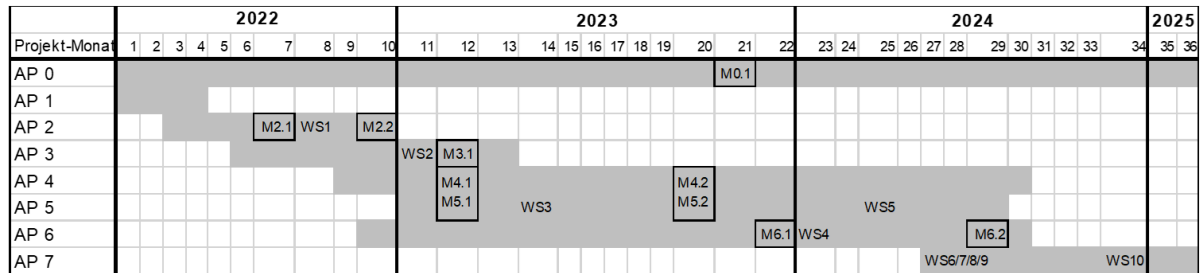 2022 2023 2024 2025
Projekt-Monat 1 2 3 4 5 6 7 8 9 10 11 12 13 14 15 16 17 18 19 20 21 22 23 24 25 26 27 28 29 30 31 32 33 34 35 36
AP 0 M0.1
AP 1
AP 2 M2.1 WS1 M2.2
AP 3 WS2 M3.1
AP 4 M4.1 M4.2
AP 5 M5.1 WS3 M5.2 WS5
AP 6 M6.1 WS4 M6.2
AP 7 WS6/7/8/9 WS10